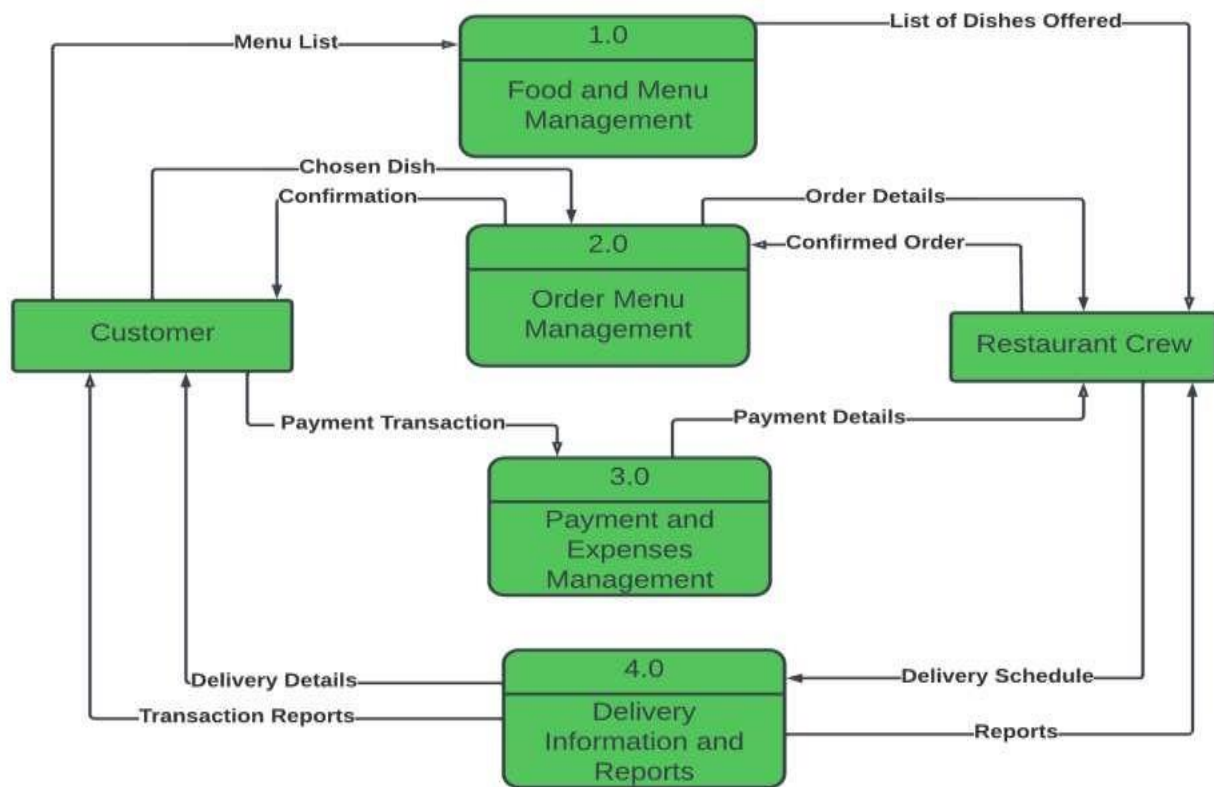 List of Dishes Offered
1.0
Menu List
Food and Menu
Management
Chosen Dish
Confirmation
Order Details
2.0
Confirmed Order
Order Menu
Management
Customer
Restaurant Crew
Payment Transaction
Payment Details
3.0
Payment and
Expenses
Management
4.0
Delivery Details
Delivery Schedule
Transaction Reports
Delivery
Information and
Reports
Reports